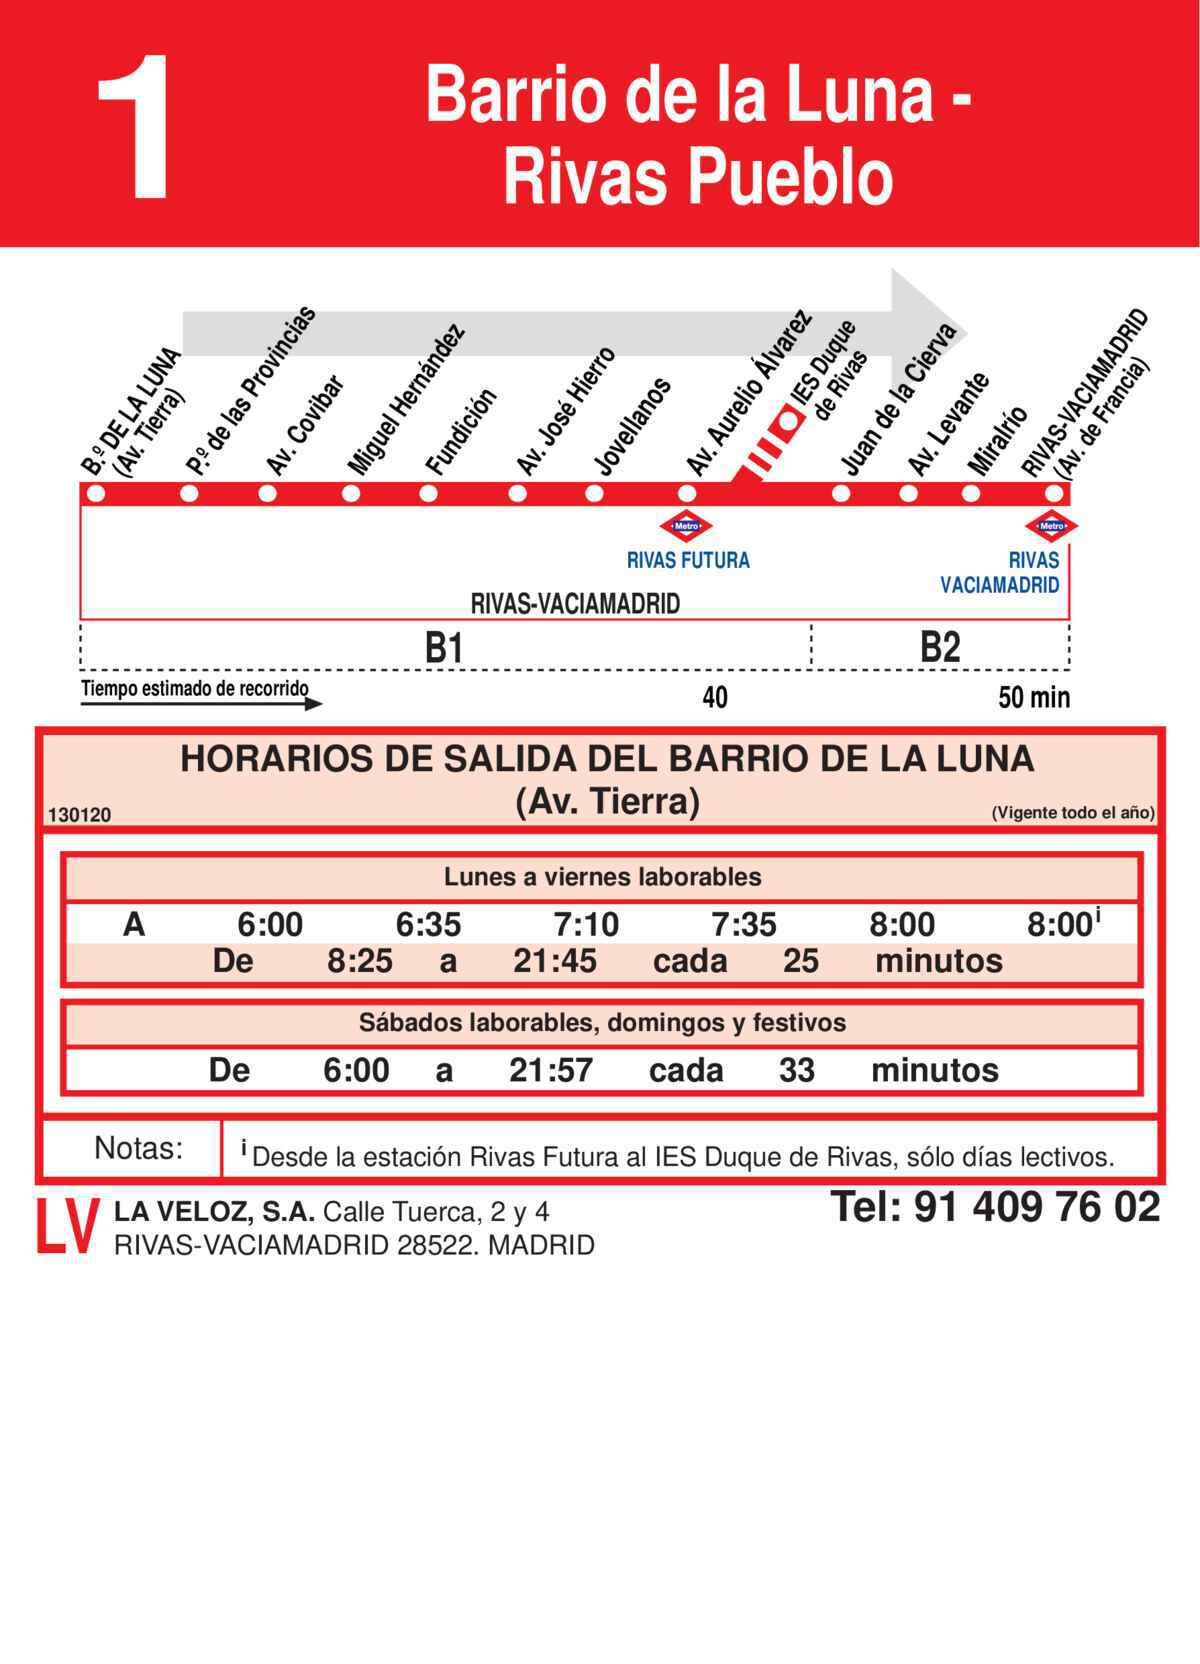 1
Barrio de la Luna -
Rivas Pueblo
B.º DE LA LUNA
(Av. Tierra)
P.º de las Provincias
Av. Covibar
Miguel Hernández
Fundición
Av. José Hierro
Jovellanos
Av. Aurelio Álvarez
IES Duque
de Rivas
Juan de la Cierva
Av. Levante
Miralrío
RIVAS-VACIAMADRID
(Av. de Francia)
Metro
Metro
RIVAS FUTURA
RIVAS
VACIAMADRID
RIVAS-VACIAMADRID
B1 B2
Tiempo estimado de recorrido
40 50 min
HORARIOS DE SALIDA DEL BARRIO DE LA LUNA
(Av. Tierra)
130120 (Vigente todo el año)
Lunes a viernes laborables
A 6:00 6:35 7:10 7:35 8:00 8:00ⁱ
De 8:25 a 21:45 cada 25 minutos
Sábados laborables, domingos y festivos
De 6:00 a 21:57 cada 33 minutos
Notas: ⁱ Desde la estación Rivas Futura al IES Duque de Rivas, sólo días lectivos.
LV LA VELOZ, S.A. Calle Tuerca, 2 y 4
RIVAS-VACIAMADRID 28522. MADRID
Tel: 91 409 76 02